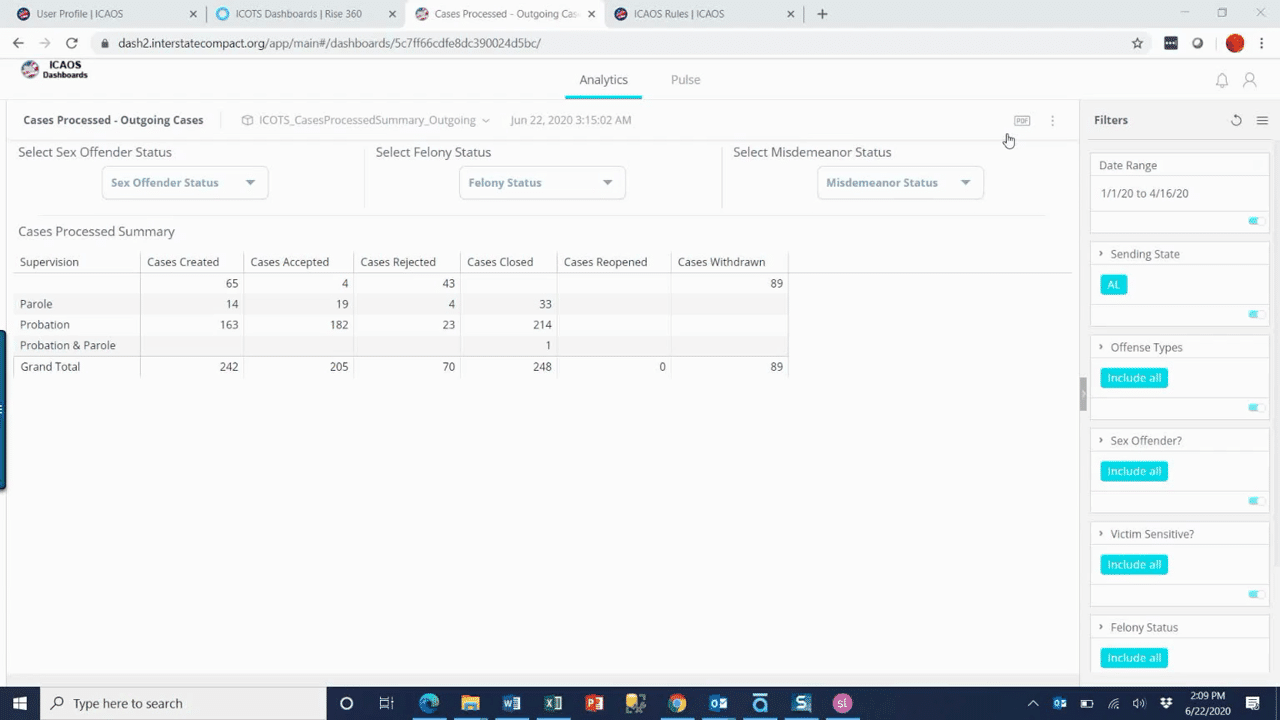 User Profile | ICAOS
ICOTS Dashboards | Rise 360
Cases Processed - Outgoing Cas
ICAOS Rules | ICAOS
dash2.interstatecompact.org/app/main#/dashboards/5c7ff66cdfe8dc390024d5bc/
ICAOS
Dashboards
Analytics
Pulse
Cases Processed - Outgoing Cases
ICOTS_CasesProcessedSummary_Outgoing
Jun 22, 2020 3:15:02 AM
PDF
Filters
Select Sex Offender Status
Select Felony Status
Select Misdemeanor Status
Sex Offender Status
Felony Status
Misdemeanor Status
Cases Processed Summary
Supervision Cases Created Cases Accepted Cases Rejected Cases Closed Cases Reopened Cases Withdrawn
65 4 43 89
Parole 14 19 4 33
Probation 163 182 23 214
Probation & Parole 1
Grand Total 242 205 70 248 0 89
Date Range
1/1/20 to 4/16/20
Sending State
AL
Offense Types
Include all
Sex Offender?
Include all
Victim Sensitive?
Include all
Felony Status
Include all
Type here to search
2:09 PM
6/22/2020